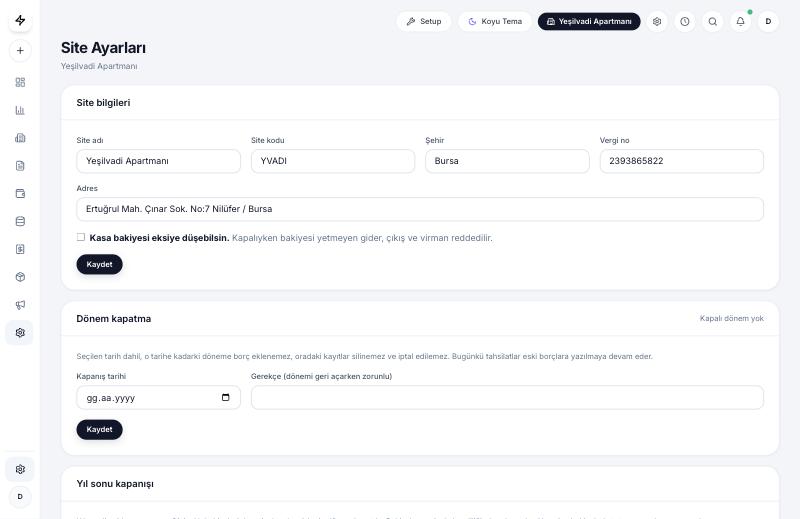 Setup
Koyu Tema
Yeşilvadi Apartmanı
D
Site Ayarları
Yeşilvadi Apartmanı
Site bilgileri
Site adı
Site kodu
Şehir
Vergi no
Yeşilvadi Apartmanı
YVADI
Bursa
2393865822
Adres
Ertuğrul Mah. Çınar Sok. No:7 Nilüfer / Bursa
Kasa bakiyesi eksiye düşebilsin. Kapalıyken bakiyesi yetmeyen gider, çıkış ve virman reddedilir.
Kaydet
Dönem kapatma
Kapalı dönem yok
Seçilen tarih dahil, o tarihe kadarki döneme borç eklenemez, oradaki kayıtlar silinemez ve iptal edilemez. Bugünkü tahsilatlar eski borçlara yazılmaya devam eder.
Kapanış tarihi
Gerekçe (dönemi geri açarken zorunlu)
gg.aa.yyyy
Kaydet
Yıl sonu kapanışı
D